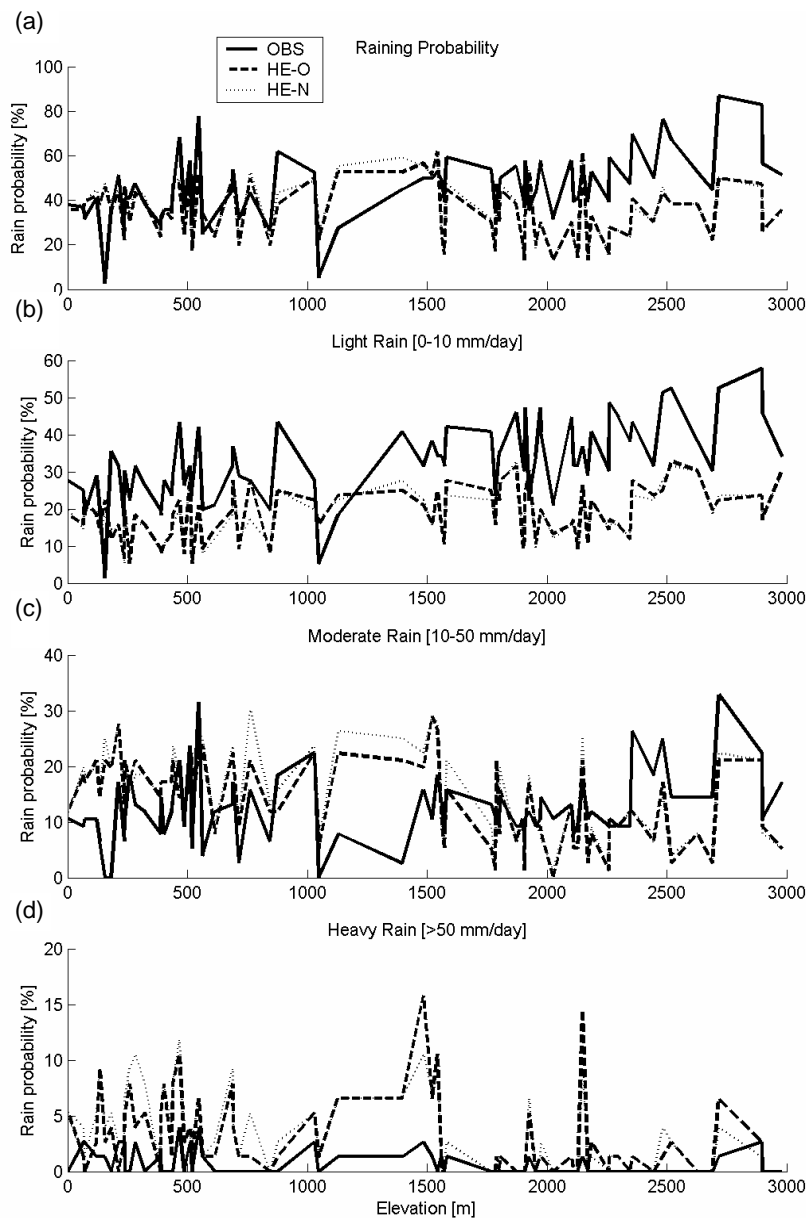 (a)
Raining Probability
OBS
HE-O
HE-N
Rain probability [%]
100
80
60
40
20
0
0 500 1000 1500 2000 2500 3000
(b)
Light Rain [0-10 mm/day]
Rain probability [%]
60
50
40
30
20
10
0
0 500 1000 1500 2000 2500 3000
(c)
Moderate Rain [10-50 mm/day]
Rain probability [%]
40
30
20
10
0
0 500 1000 1500 2000 2500 3000
(d)
Heavy Rain [>50 mm/day]
Rain probability [%]
20
15
10
5
0
0 500 1000 1500 2000 2500 3000
Elevation [m]